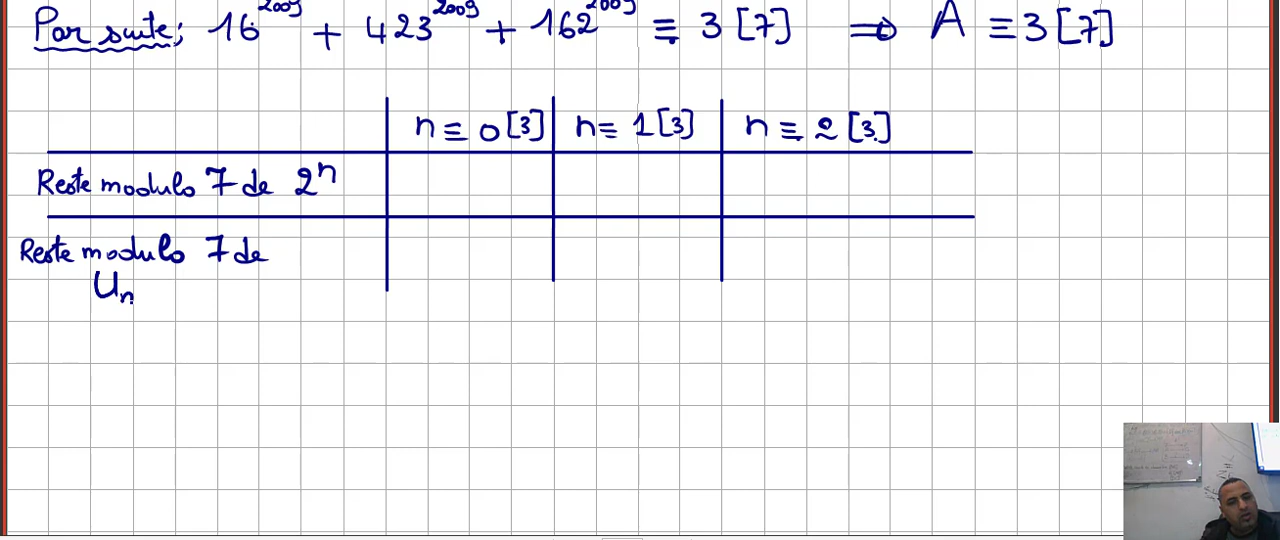 Par suite; 16^2009 + 423^2009 + 162^2009 ≡ 3 [7] ⇒ A ≡ 3 [7]
n ≡ 0 [3] n ≡ 1 [3] n ≡ 2 [3]
Reste modulo 7 de 2^n
Reste modulo 7 de
U_n